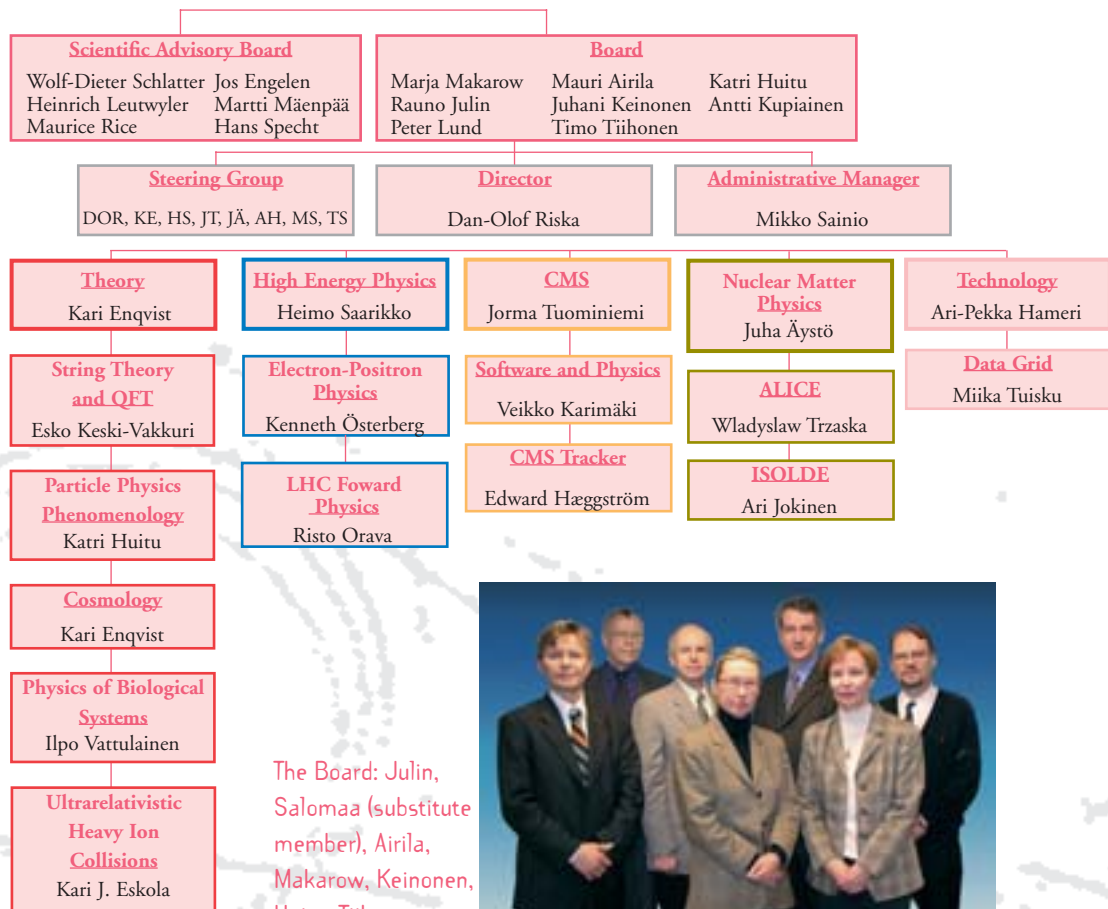 Scientific Advisory Board
Wolf-Dieter Schlatter Jos Engelen
Heinrich Leutwyler Martti Mäenpää
Maurice Rice Hans Specht
Board
Marja Makarow Mauri Airila Katri Huitu
Rauno Julin Juhani Keinonen Antti Kupiainen
Peter Lund Timo Tiihonen
Steering Group
DOR, KE, HS, JT, JÄ, AH, MS, TS
Director
Dan-Olof Riska
Administrative Manager
Mikko Sainio
Theory
Kari Enqvist
String Theory
and QFT
Esko Keski-Vakkuri
Particle Physics
Phenomenology
Katri Huitu
Cosmology
Kari Enqvist
Physics of Biological
Systems
Ilpo Vattulainen
Ultrarelativistic
Heavy Ion
Collisions
Kari J. Eskola
High Energy Physics
Heimo Saarikko
Electron-Positron
Physics
Kenneth Österberg
LHC Foward
Physics
Risto Orava
CMS
Jorma Tuominiemi
Software and Physics
Veikko Karimäki
CMS Tracker
Edward Hæggström
Nuclear Matter
Physics
Juha Äystö
ALICE
Wladyslaw Trzaska
ISOLDE
Ari Jokinen
Technology
Ari-Pekka Hameri
Data Grid
Miika Tuisku
The Board: Julin,
Salomaa (substitute
member), Airila,
Makarow, Keinonen,